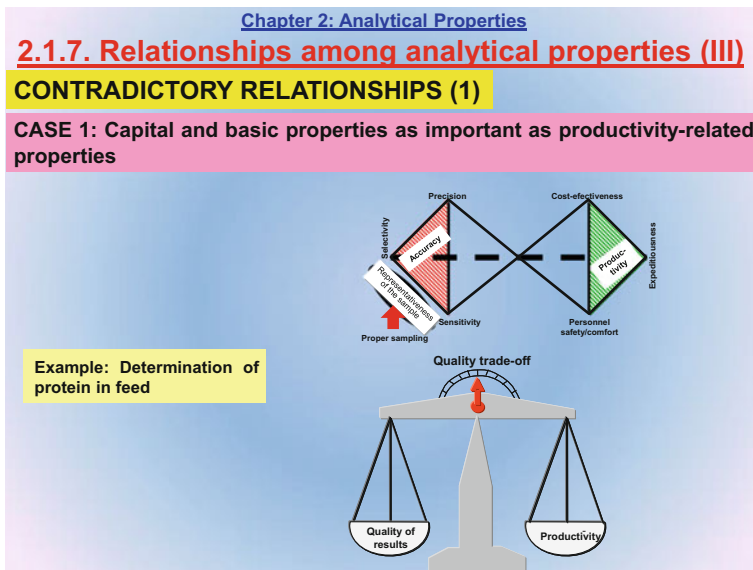 Chapter 2: Analytical Properties
2.1.7. Relationships among analytical properties (III)
CONTRADICTORY RELATIONSHIPS (1)
CASE 1: Capital and basic properties as important as productivity-related
properties
Precision
Cost-efectiveness
Selectivity
Accuracy
Produc-
tivity
Expeditiousness
Representativeness
of the sample
Sensitivity
Personnel
safety/comfort
Proper sampling
Example: Determination of
protein in feed
Quality trade-off
Quality of
results
Productivity